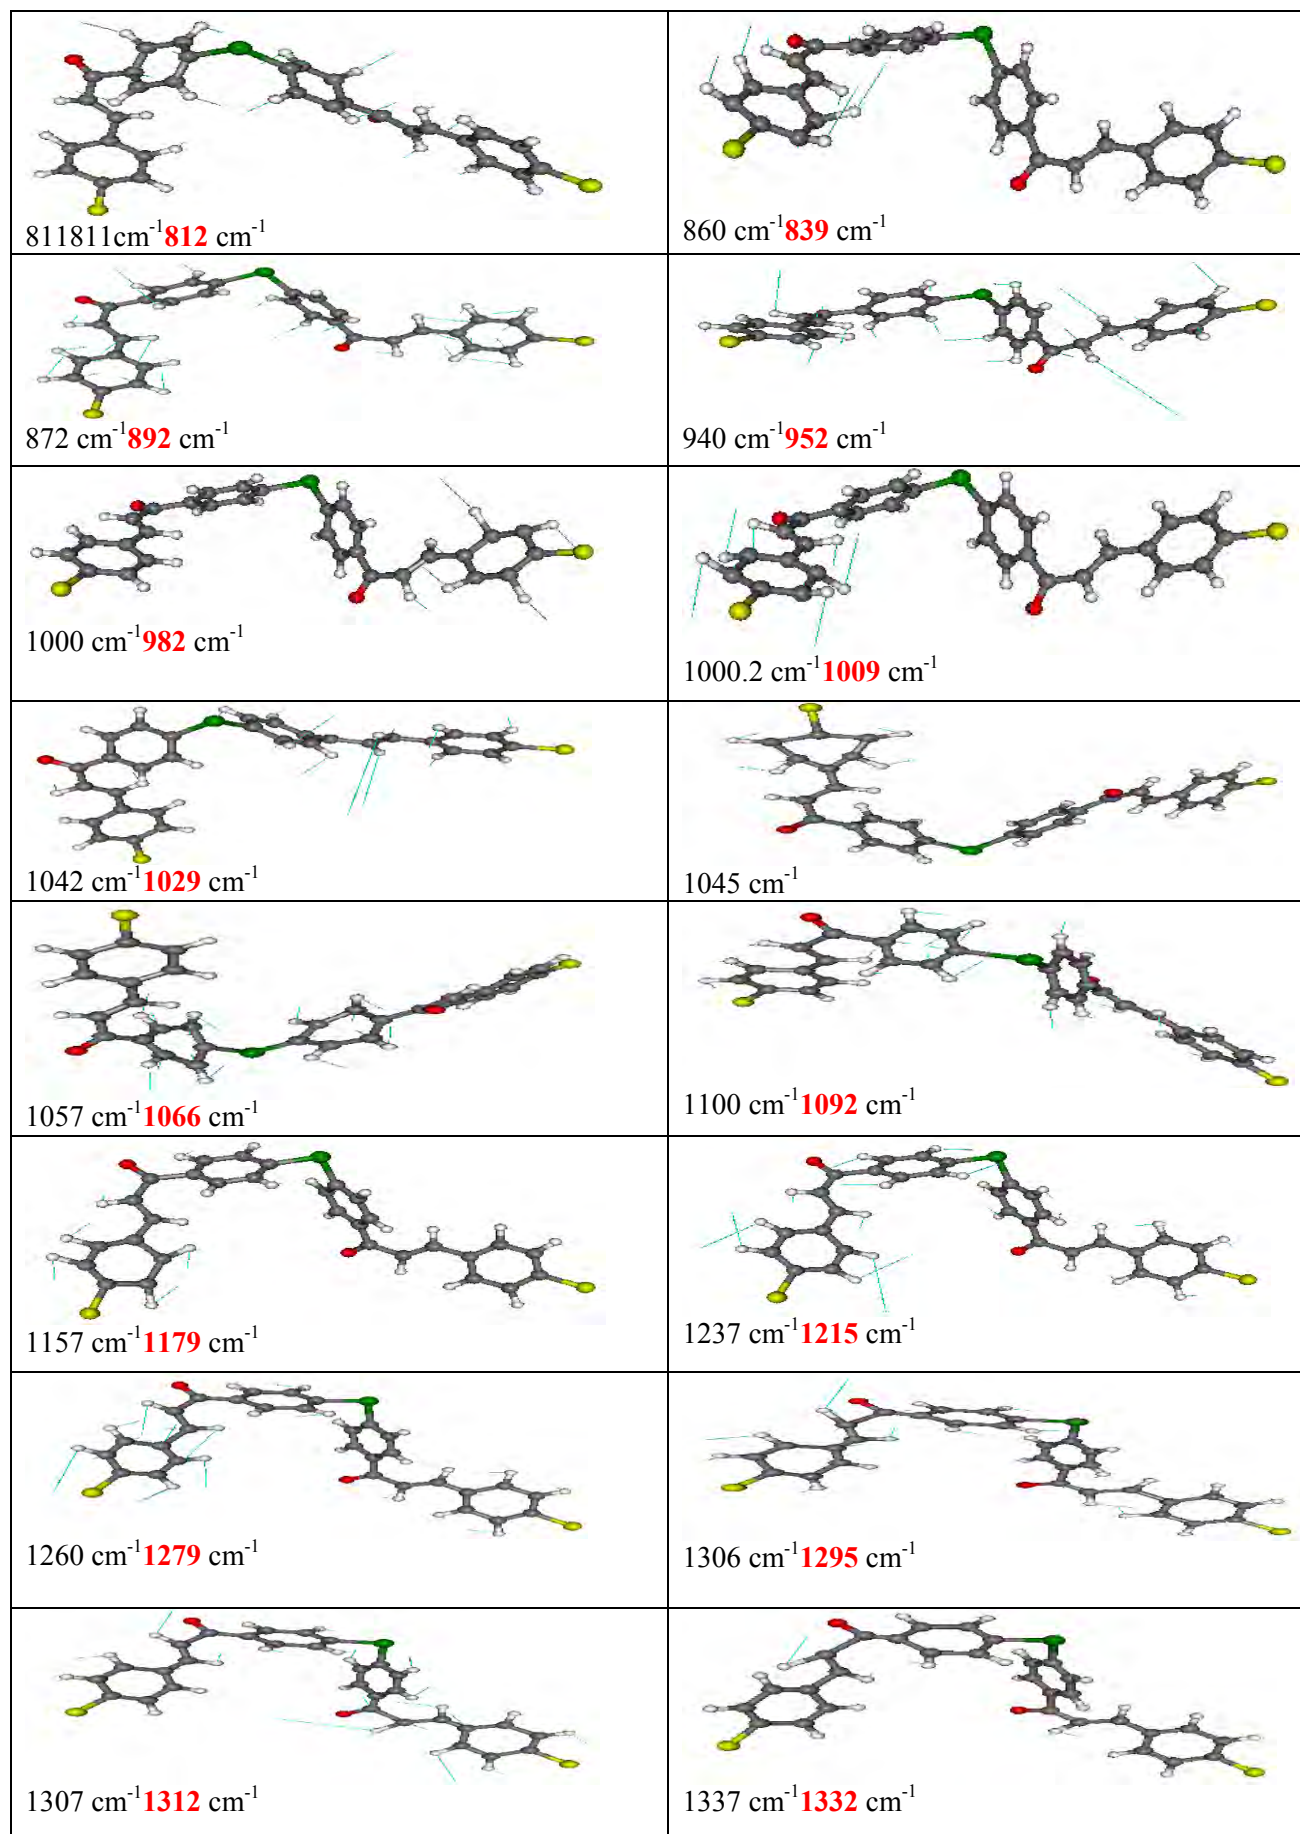 811811cm⁻¹812 cm⁻¹
860 cm⁻¹839 cm⁻¹
872 cm⁻¹892 cm⁻¹
940 cm⁻¹952 cm⁻¹
1000 cm⁻¹982 cm⁻¹
1000.2 cm⁻¹1009 cm⁻¹
1042 cm⁻¹1029 cm⁻¹
1045 cm⁻¹
1057 cm⁻¹1066 cm⁻¹
1100 cm⁻¹1092 cm⁻¹
1157 cm⁻¹1179 cm⁻¹
1237 cm⁻¹1215 cm⁻¹
1260 cm⁻¹1279 cm⁻¹
1306 cm⁻¹1295 cm⁻¹
1307 cm⁻¹1312 cm⁻¹
1337 cm⁻¹1332 cm⁻¹